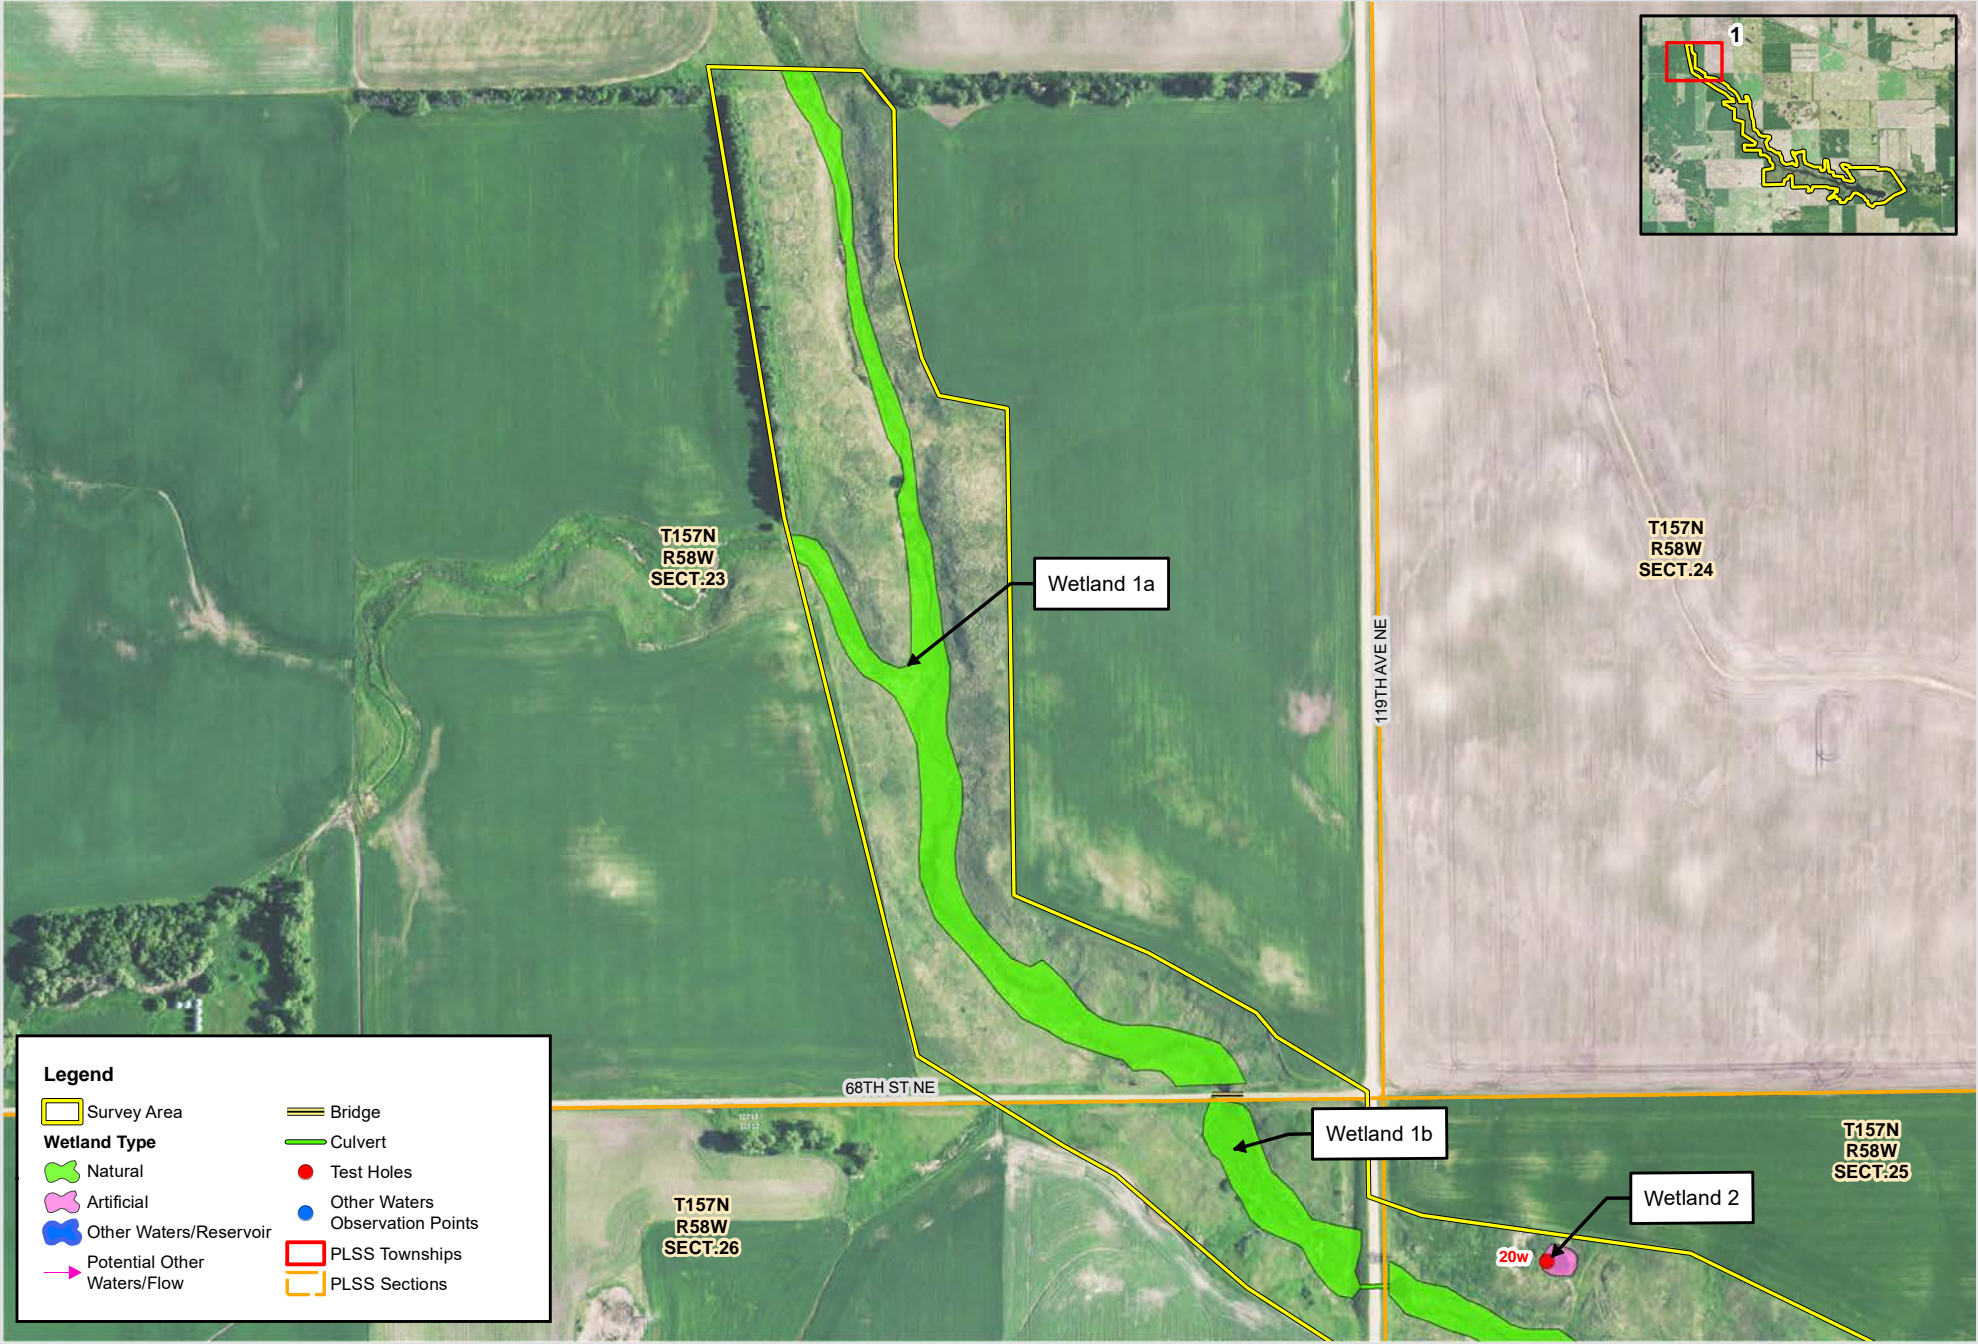 1
T157N
R58W
SECT.23
T157N
R58W
SECT.24
Wetland 1a
119TH AVE NE
68TH ST NE
Wetland 1b
T157N
R58W
SECT.25
Wetland 2
20w
T157N
R58W
SECT.26
Legend
Survey Area
Wetland Type
Natural
Artificial
Other Waters/Reservoir
Potential Other
Waters/Flow
Bridge
Culvert
Test Holes
Other Waters
Observation Points
PLSS Townships
PLSS Sections